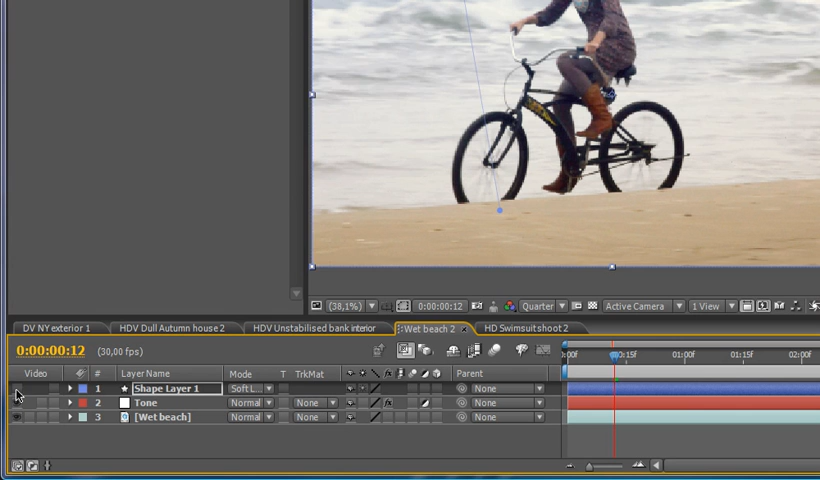 (38,1%) 0:00:00:12 Quarter Active Camera 1 View
DV NY exterior 1 HDV Dull Autumn house 2 HDV Unstabilised bank interior Wet beach 2 HD Swimsuit shoot 2
0:00:00:12 (30,00 fps) :00f 00:15f 01:00f 01:15f 02:00f
Video # Layer Name Mode T TrkMat Parent
1 Shape Layer 1 Soft L... None
2 Tone Normal None fx None
3 [Wet beach] Normal None None